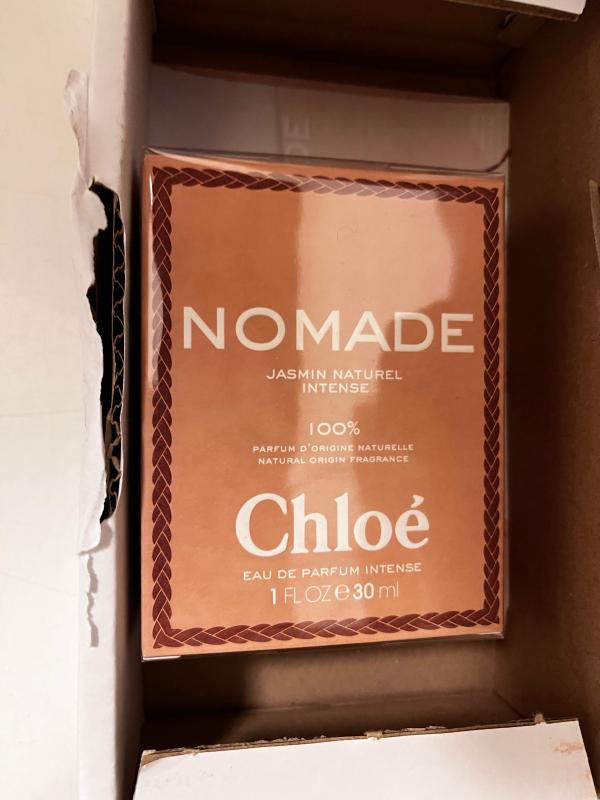 NOMADE
JASMIN NATUREL
INTENSE
100%
PARFUM D'ORIGINE NATURELLE
NATURAL ORIGIN FRAGRANCE
Chloé
EAU DE PARFUM INTENSE
1 FL OZ e 30 ml